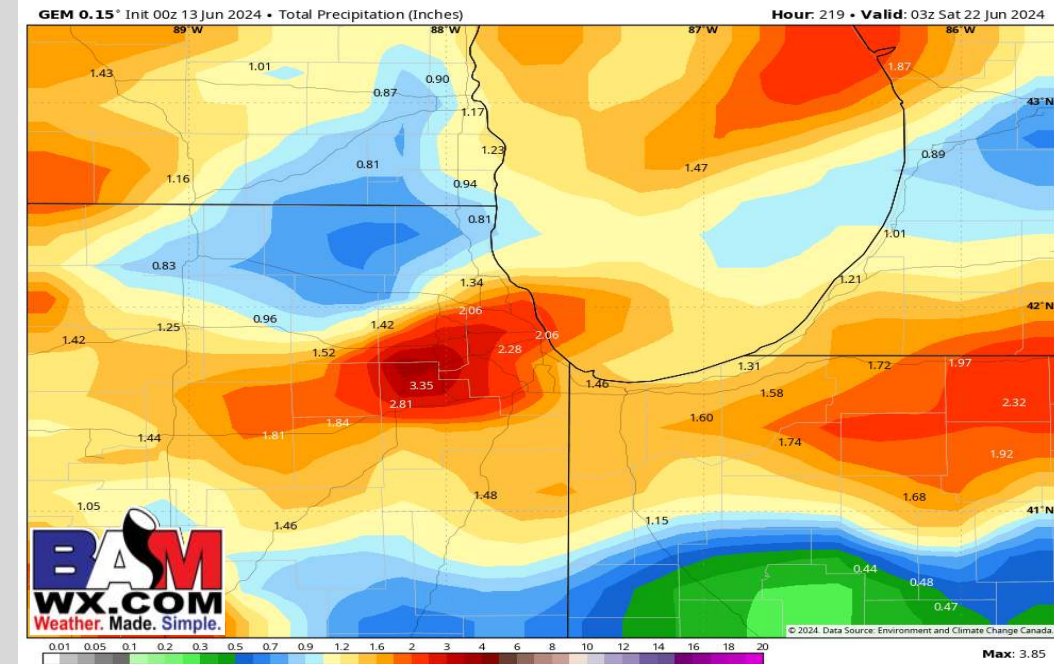 GEM 0.15° Init 00z 13 Jun 2024 • Total Precipitation (Inches) Hour: 219 • Valid: 03z Sat 22 Jun 2024
89°W 88°W 87°W 86°W
1.43 1.01 0.90 1.87
0.87
1.17 43°N
1.23 0.89
0.81 1.47
1.16 0.94
0.81
1.01
0.83
1.34 1.21
2.06 42°N
0.96
1.25 1.42
1.42 2.06
1.52 2.28
1.31 1.72 1.97
3.35 1.46 1.58
2.81 2.32
1.84 1.60
1.44 1.81 1.74
1.92
1.48 1.68
1.05 41°N
1.46 1.15
BAM
WX.COM
Weather. Made. Simple.
0.44
0.48
0.47
© 2024. Data Source: Environment and Climate Change Canada.
0.01 0.05 0.1 0.2 0.3 0.5 0.7 0.9 1.2 1.6 2 3 4 6 8 10 12 14 16 18 20 Max: 3.85